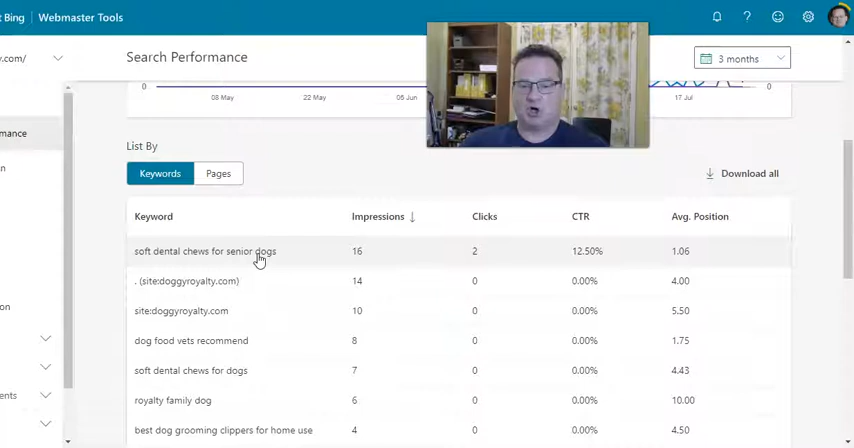 Bing Webmaster Tools
y.com/
Search Performance
3 months
0
0
08 May 22 May 06 Jun 17 Jul
mance
List By
Keywords Pages
Download all
Keyword Impressions ↓ Clicks CTR Avg. Position
soft dental chews for senior dogs 16 2 12.50% 1.06
. (site:doggyroyalty.com) 14 0 0.00% 4.00
site:doggyroyalty.com 10 0 0.00% 5.50
dog food vets recommend 8 0 0.00% 1.75
soft dental chews for dogs 7 0 0.00% 4.43
royalty family dog 6 0 0.00% 10.00
best dog grooming clippers for home use 4 0 0.00% 4.50
n
on
ents